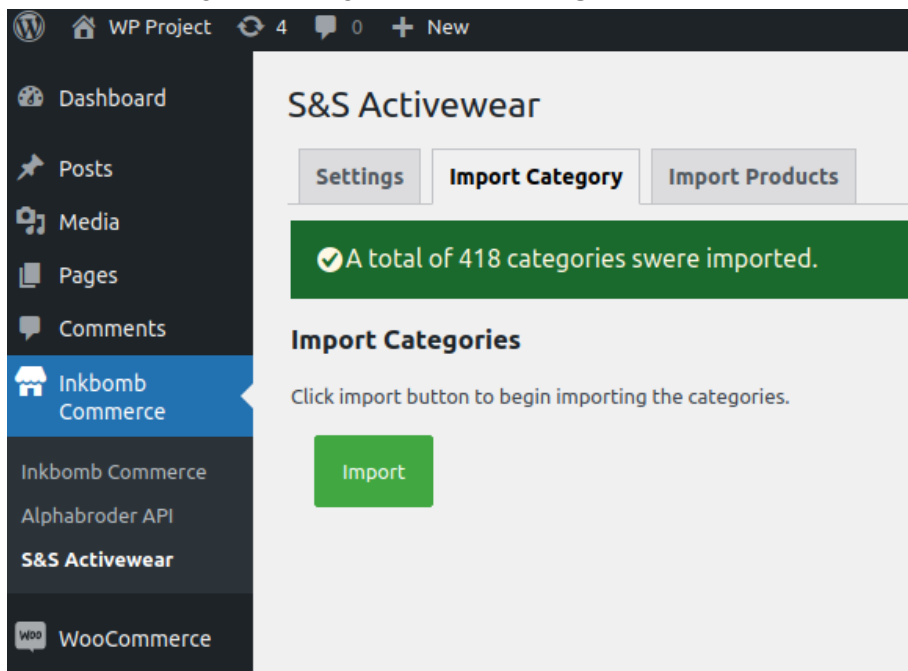 WP Project 4 0 + New
Dashboard
Posts
Media
Pages
Comments
Inkbomb
Commerce
Inkbomb Commerce
Alphabroder API
S&S Activewear
WOO WooCommerce
S&S Activewear
Settings Import Category Import Products
A total of 418 categories swere imported.
Import Categories
Click import button to begin importing the categories.
Import